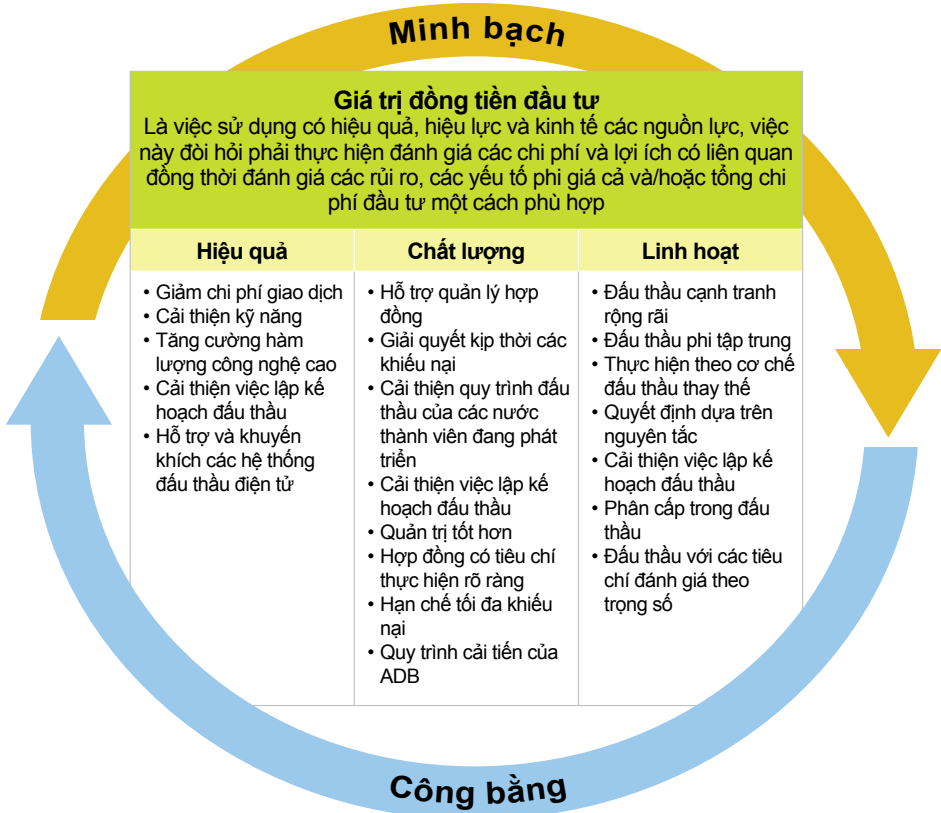 Minh bạch
Giá trị đồng tiền đầu tư
Là việc sử dụng có hiệu quả, hiệu lực và kinh tế các nguồn lực, việc
này đòi hỏi phải thực hiện đánh giá các chi phí và lợi ích có liên quan
đồng thời đánh giá các rủi ro, các yếu tố phi giá cả và/hoặc tổng chi
phí đầu tư một cách phù hợp
Hiệu quả
• Giảm chi phí giao dịch
• Cải thiện kỹ năng
• Tăng cường hàm
lượng công nghệ cao
• Cải thiện việc lập kế
hoạch đấu thầu
• Hỗ trợ và khuyến
khích các hệ thống
đấu thầu điện tử
Chất lượng
• Hỗ trợ quản lý hợp
đồng
• Giải quyết kịp thời các
khiếu nại
• Cải thiện quy trình đấu
thầu của các nước
thành viên đang phát
triển
• Cải thiện việc lập kế
hoạch đấu thầu
• Quản trị tốt hơn
• Hợp đồng có tiêu chí
thực hiện rõ ràng
• Hạn chế tối đa khiếu
nại
• Quy trình cải tiến của
ADB
Linh hoạt
• Đấu thầu cạnh tranh
rộng rãi
• Đấu thầu phi tập trung
• Thực hiện theo cơ chế
đấu thầu thay thế
• Quyết định dựa trên
nguyên tắc
• Cải thiện việc lập kế
hoạch đấu thầu
• Phân cấp trong đấu
thầu
• Đấu thầu với các tiêu
chí đánh giá theo
trọng số
Công bằng